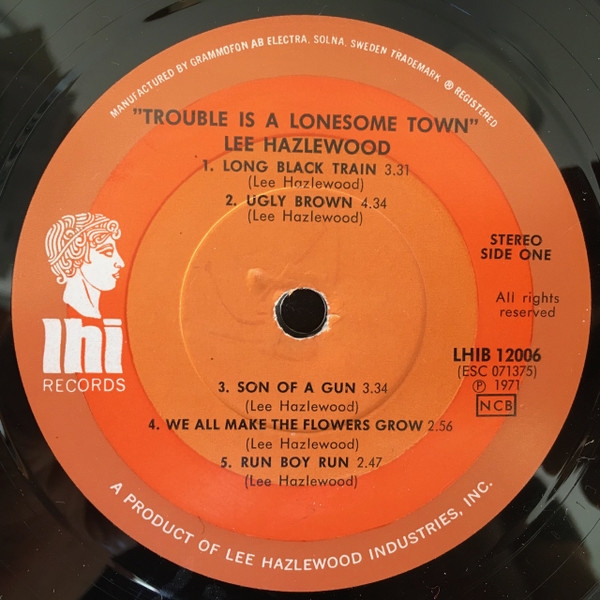 MANUFACTURED BY GRAMMOFON AB ELECTRA, SOLNA, SWEDEN TRADEMARK ® REGISTERED
"TROUBLE IS A LONESOME TOWN"
LEE HAZLEWOOD
1. LONG BLACK TRAIN 3.31
(Lee Hazlewood)
2. UGLY BROWN 4.34
(Lee Hazlewood)
STEREO
SIDE ONE
All rights
reserved
lhi
RECORDS
LHIB 12006
(ESC 071375)
Ⓟ 1971
NCB
3. SON OF A GUN 3.34
(Lee Hazlewood)
4. WE ALL MAKE THE FLOWERS GROW 2.56
(Lee Hazlewood)
5. RUN BOY RUN 2.47
(Lee Hazlewood)
A PRODUCT OF LEE HAZLEWOOD INDUSTRIES, INC.